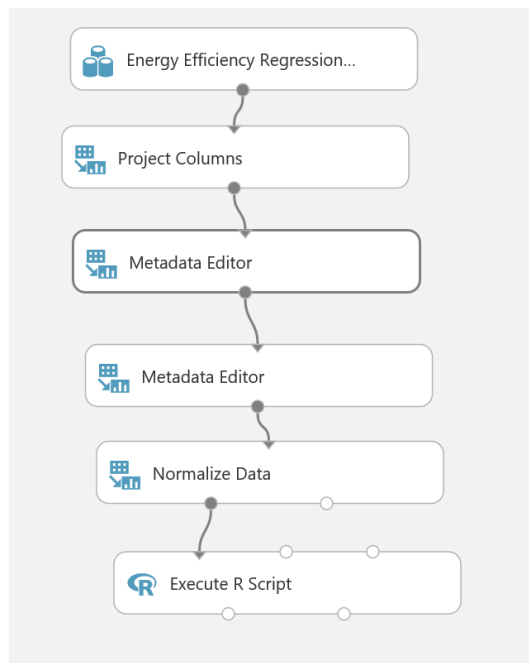 Energy Efficiency Regression...
Project Columns
Metadata Editor
Metadata Editor
Normalize Data
R
Execute R Script